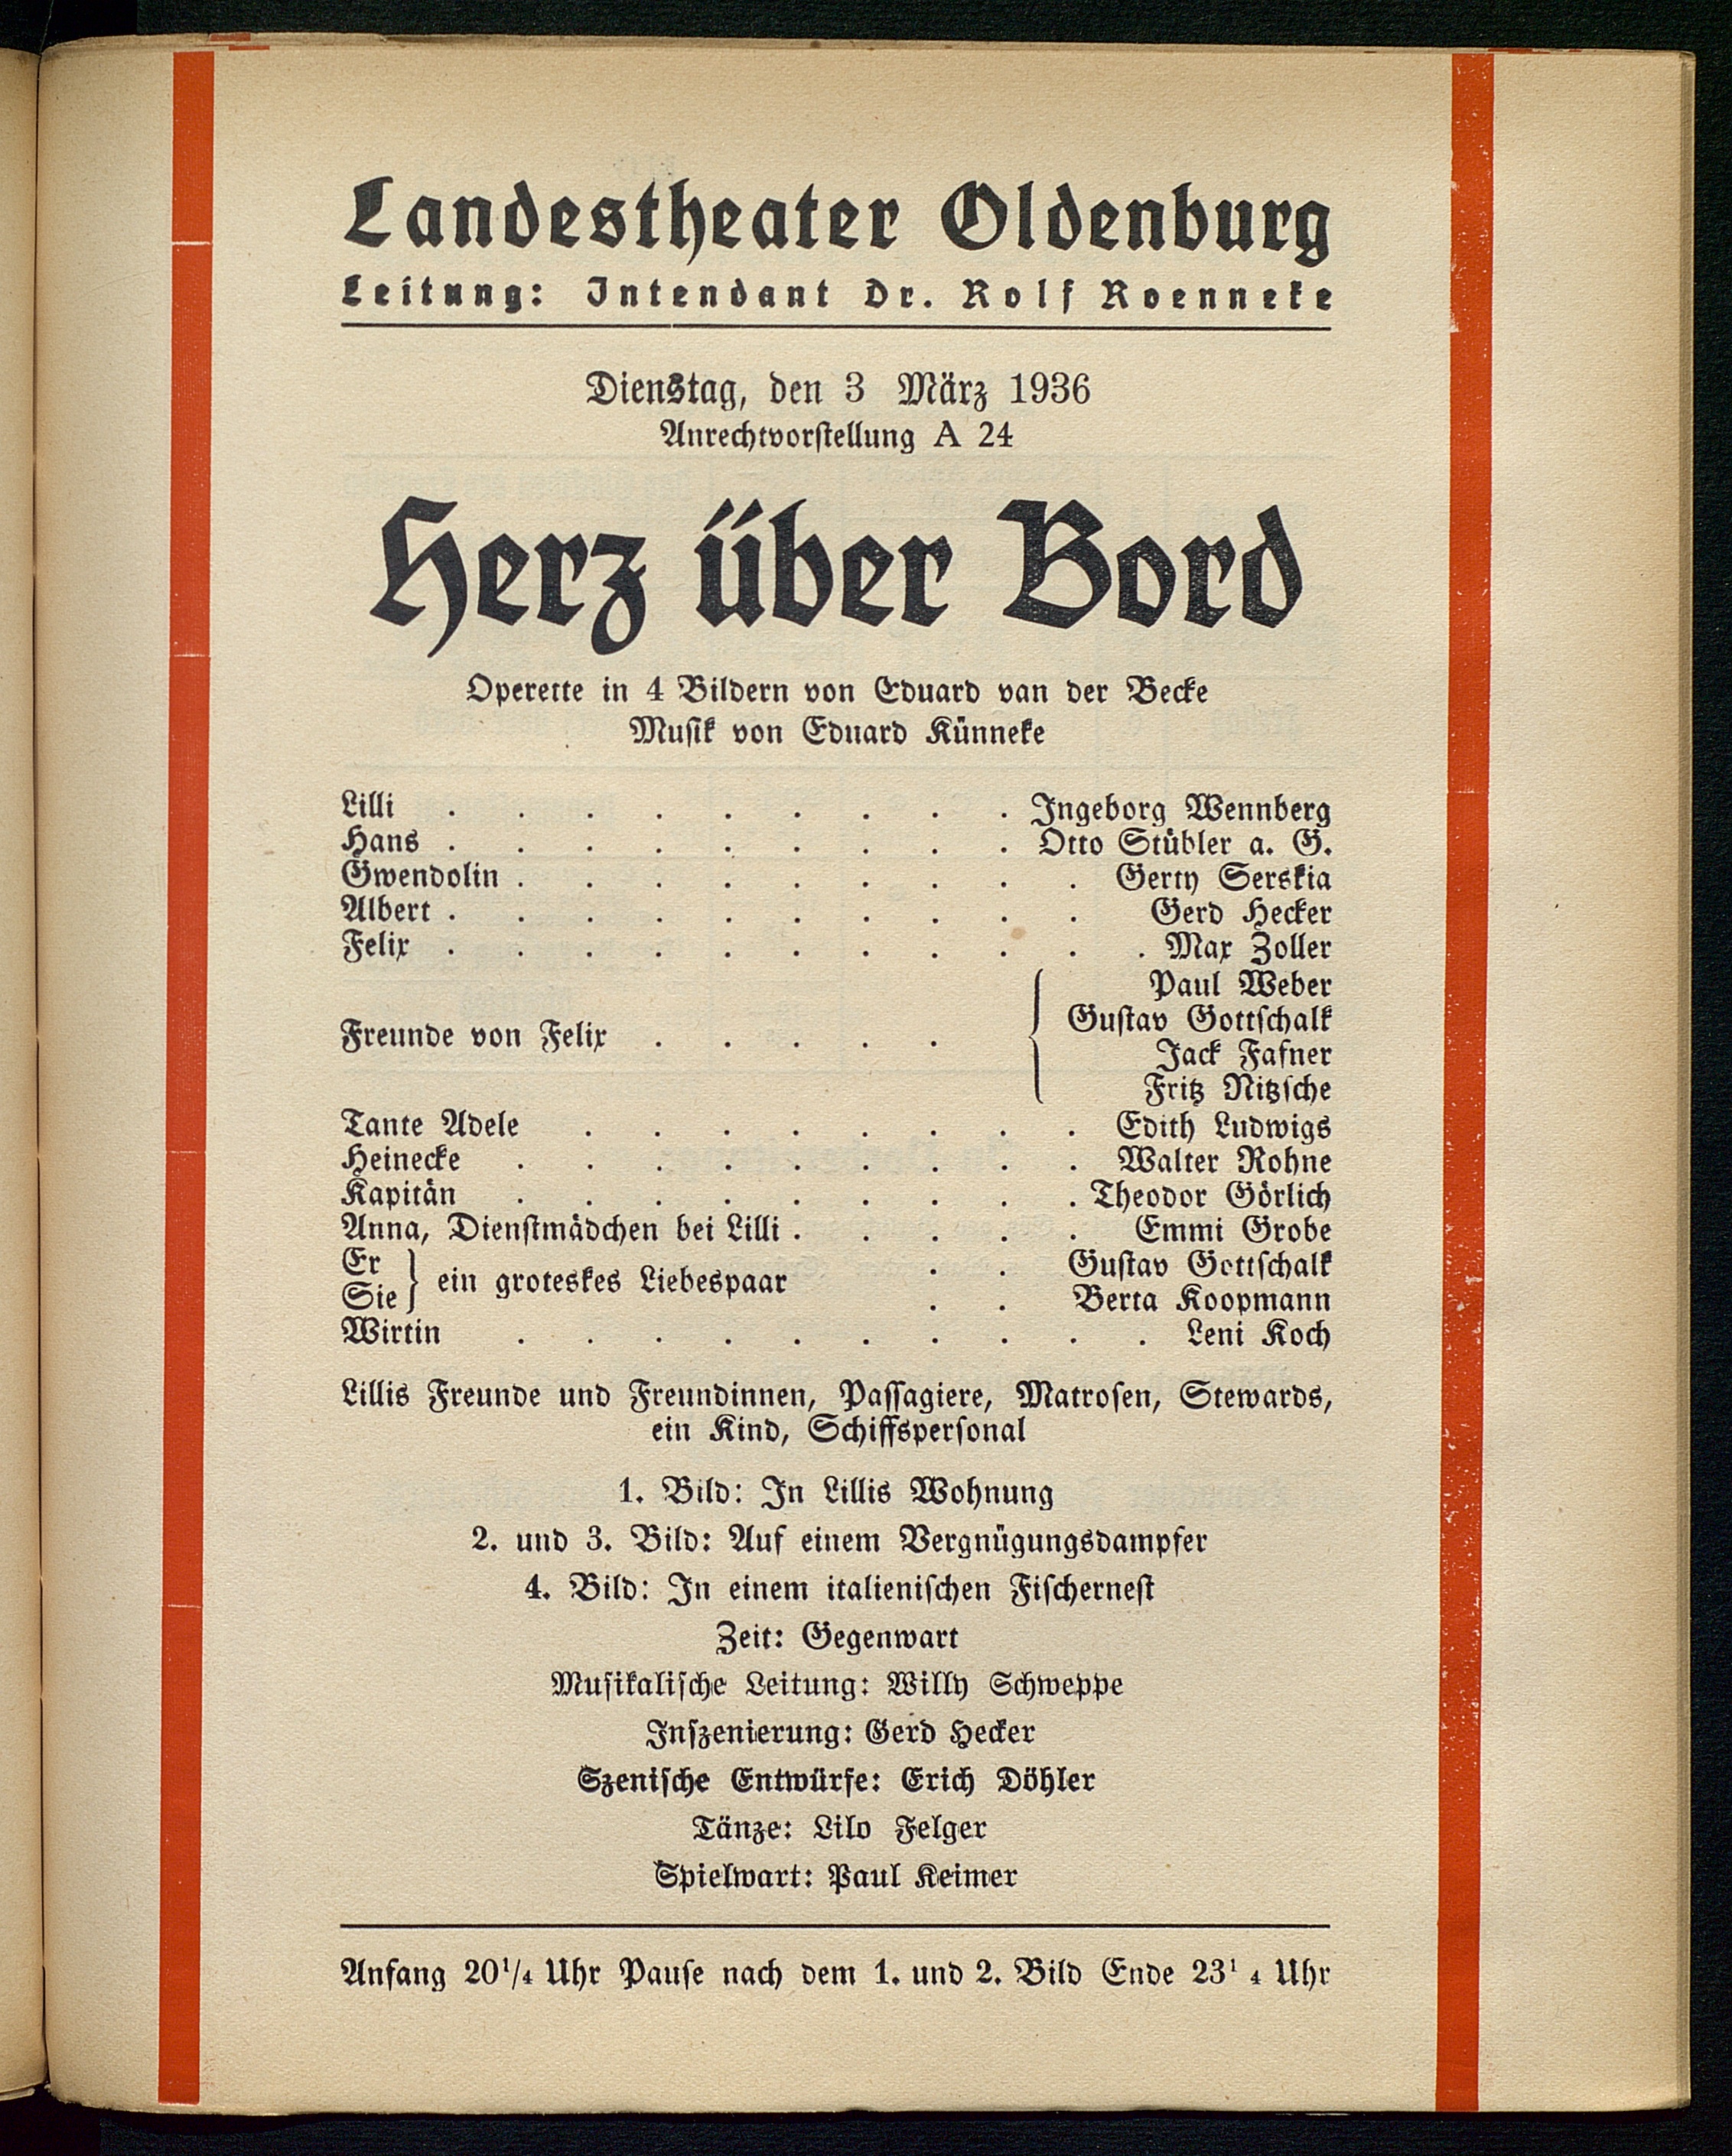 Landestheater Oldenburg
Leitung: Intendant Dr. Rolf Roenneke
Dienstag, den 3 März 1936
Anrechtvorstellung A 24
Herz über Bord
Operette in 4 Bildern von Eduard van der Becke
Musik von Eduard Künneke
Lilli . . . . . . . . . Ingeborg Wennberg
Hans . . . . . . . . . Otto Stübler a. G.
Gwendolin . . . . . . . . . Gerty Serskia
Albert . . . . . . . . . . Gerd Hecker
Felix . . . . . . . . . . . Max Zoller
Paul Weber
Gustav Gottschalk
Freunde von Felix . . . . .
Jack Fafner
Fritz Nitzsche
Tante Adele . . . . . . . . Edith Ludwigs
Heinecke . . . . . . . . . Walter Rohne
Kapitän . . . . . . . . . Theodor Görlich
Anna, Dienstmädchen bei Lilli . . . . . Emmi Grobe
Er } ein groteskes Liebespaar . . Gustav Gottschalk
Sie } . . Berta Koopmann
Wirtin . . . . . . . . . . Leni Koch
Lillis Freunde und Freundinnen, Passagiere, Matrosen, Stewards,
ein Kind, Schiffspersonal
1. Bild: In Lillis Wohnung
2. und 3. Bild: Auf einem Vergnügungsdampfer
4. Bild: In einem italienischen Fischernest
Zeit: Gegenwart
Musikalische Leitung: Willy Schweppe
Inszenierung: Gerd Hecker
Szenische Entwürfe: Erich Döhler
Tänze: Lilo Felger
Spielwart: Paul Keimer
Anfang 20¹/₄ Uhr Pause nach dem 1. und 2. Bild Ende 23¹ ₄ Uhr